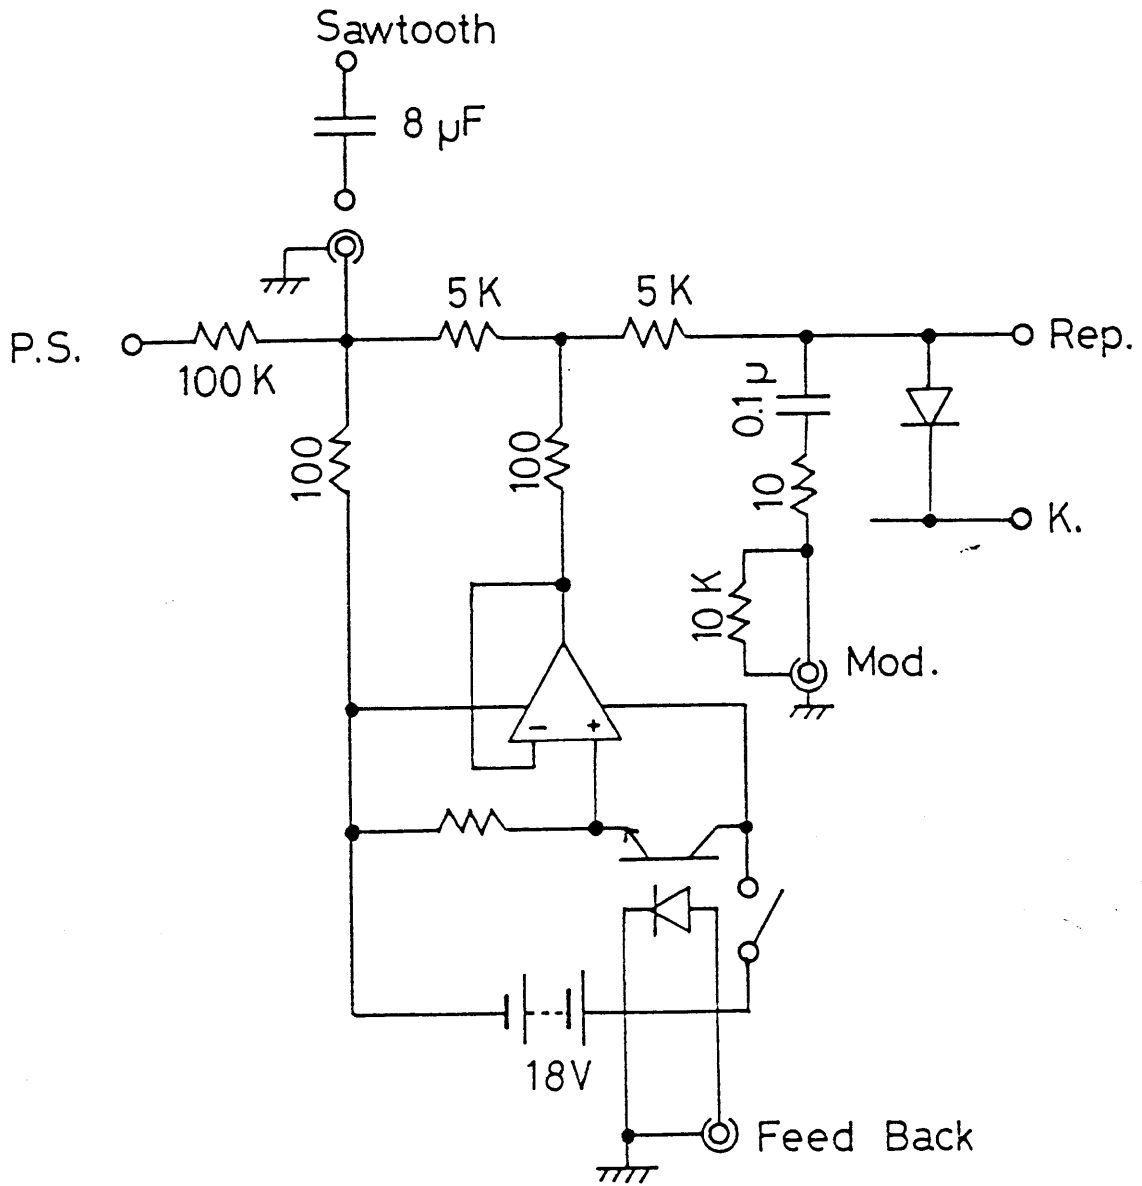 Sawtooth
8 µF
5 K
5 K
P.S.
100 K
Rep.
0.1 µ
100
100
10
K.
10 K
Mod.
−
+
18V
Feed Back